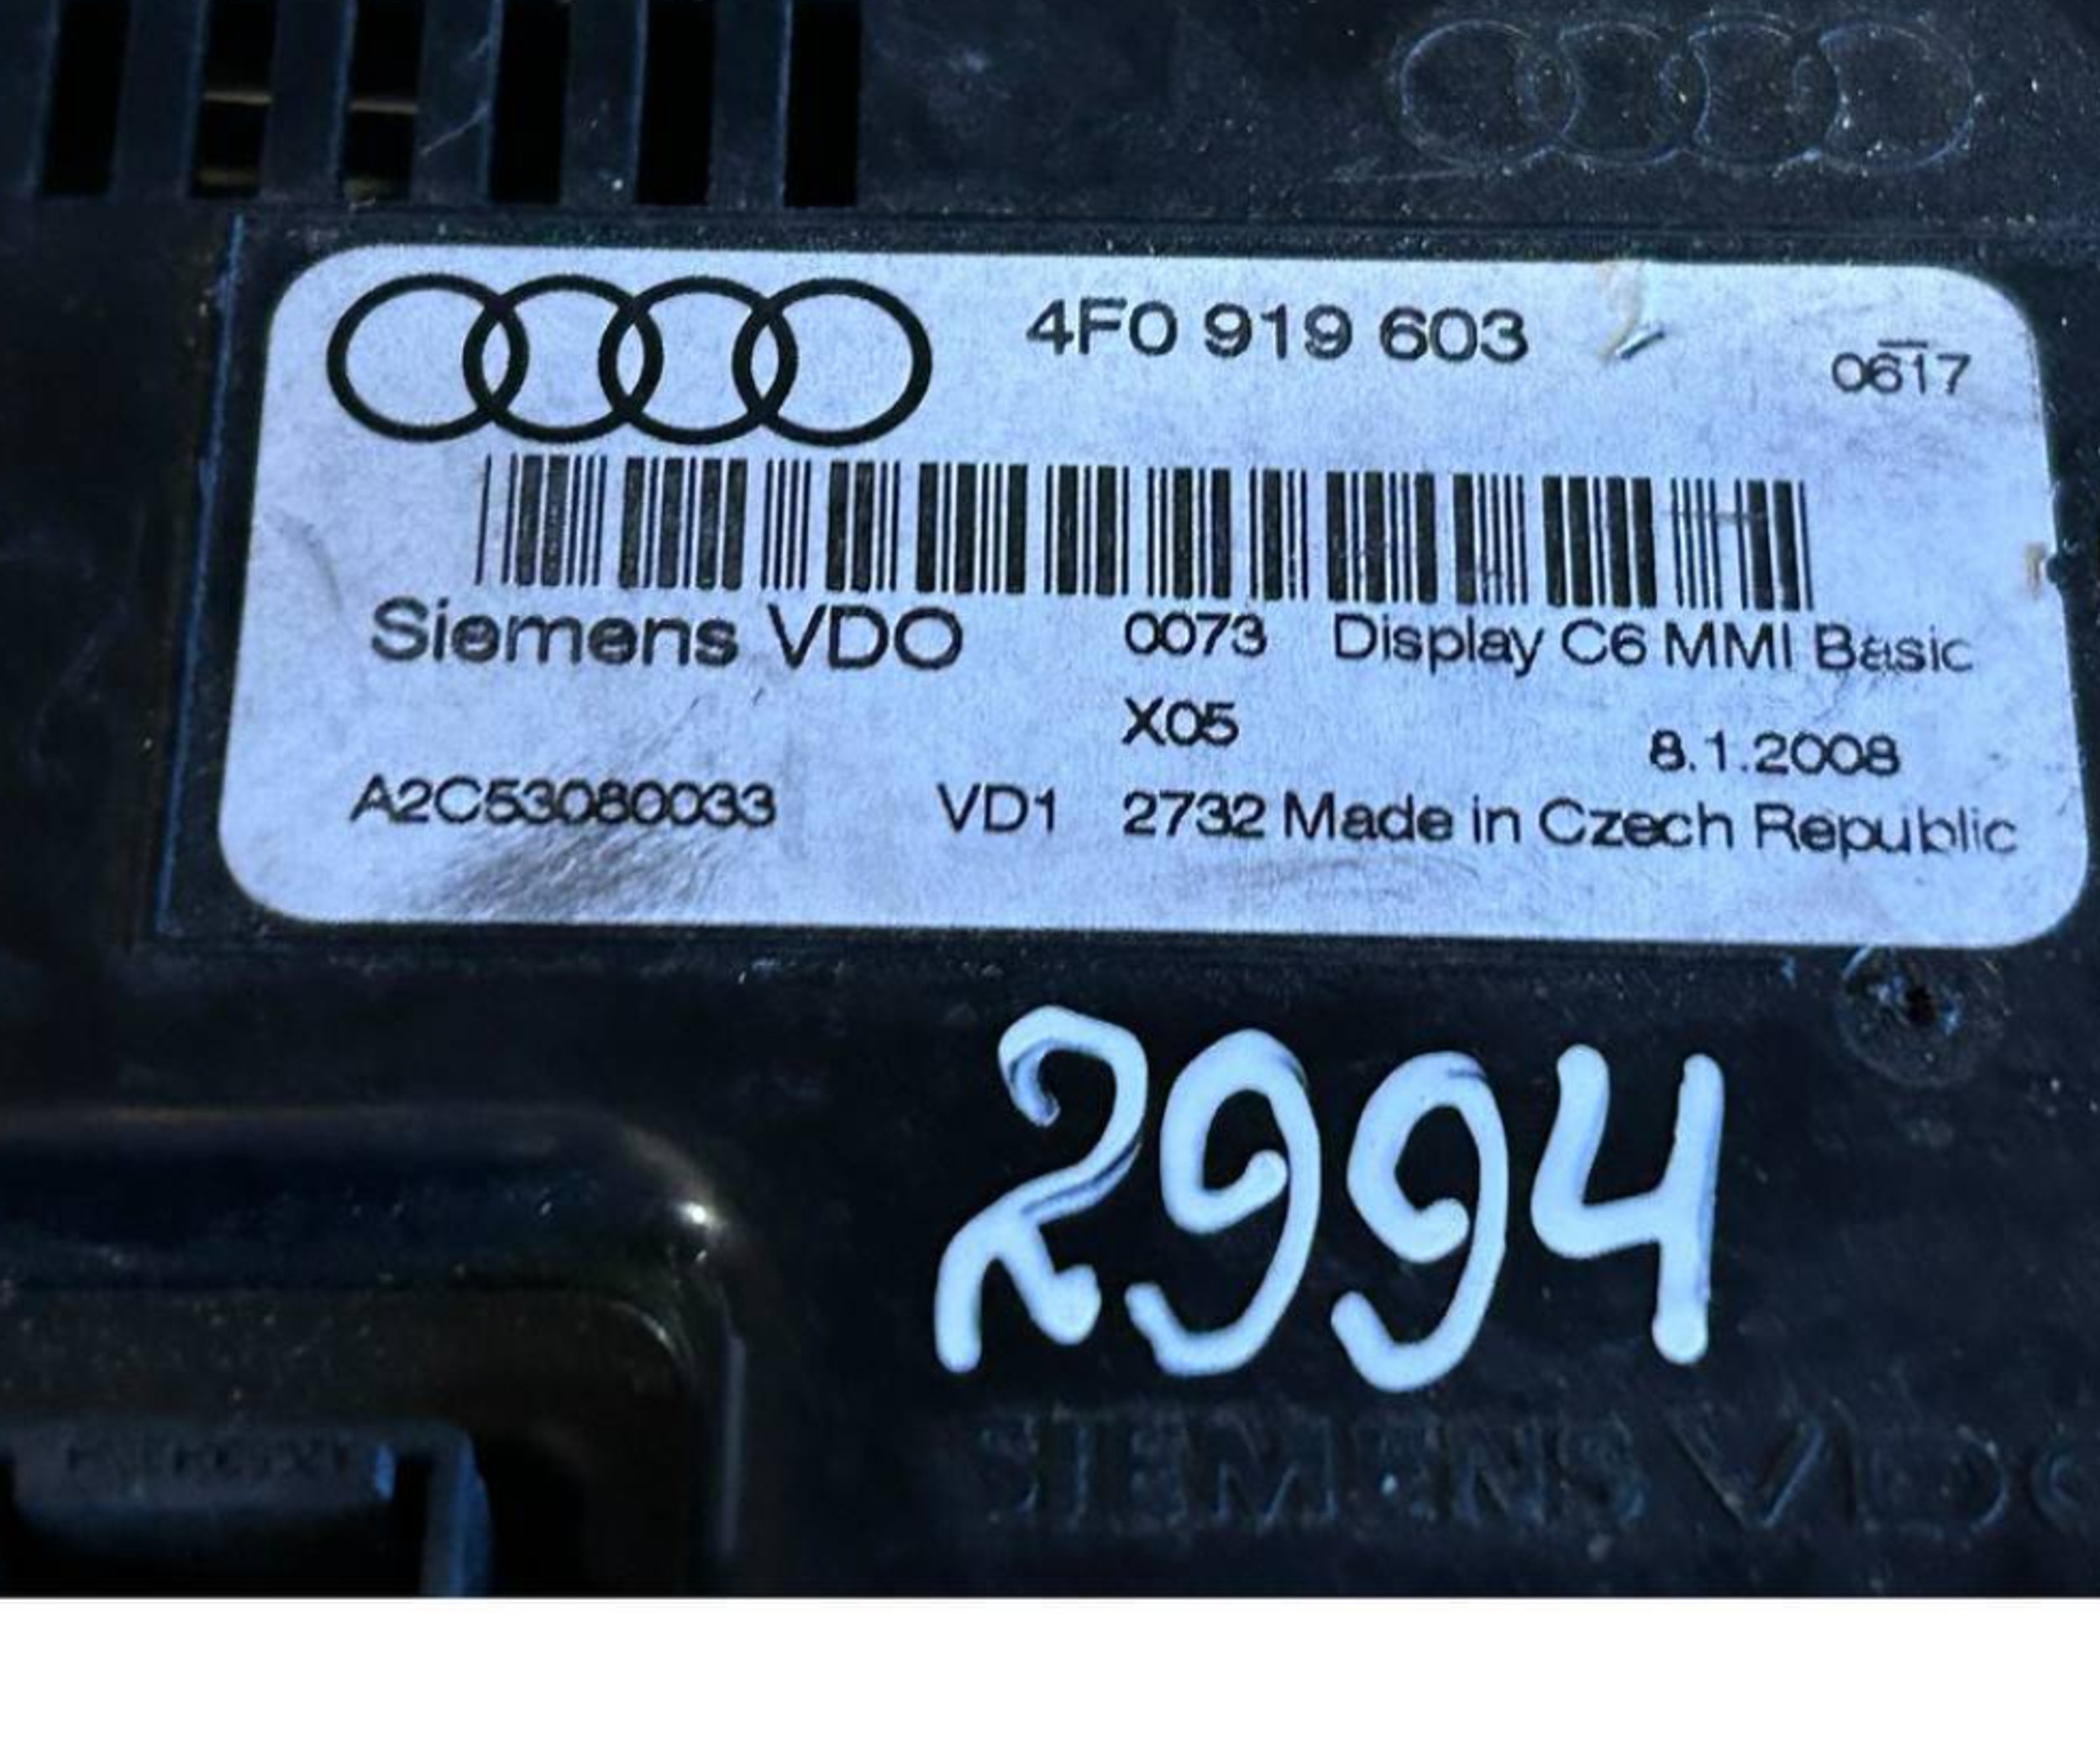 4F0 919 603
0617
Siemens VDO 0073 Display C6 MMI Basic
X05
8.1.2008
A2C53080033 VD1 2732 Made in Czech Republic
2994
SIEMENS VDO